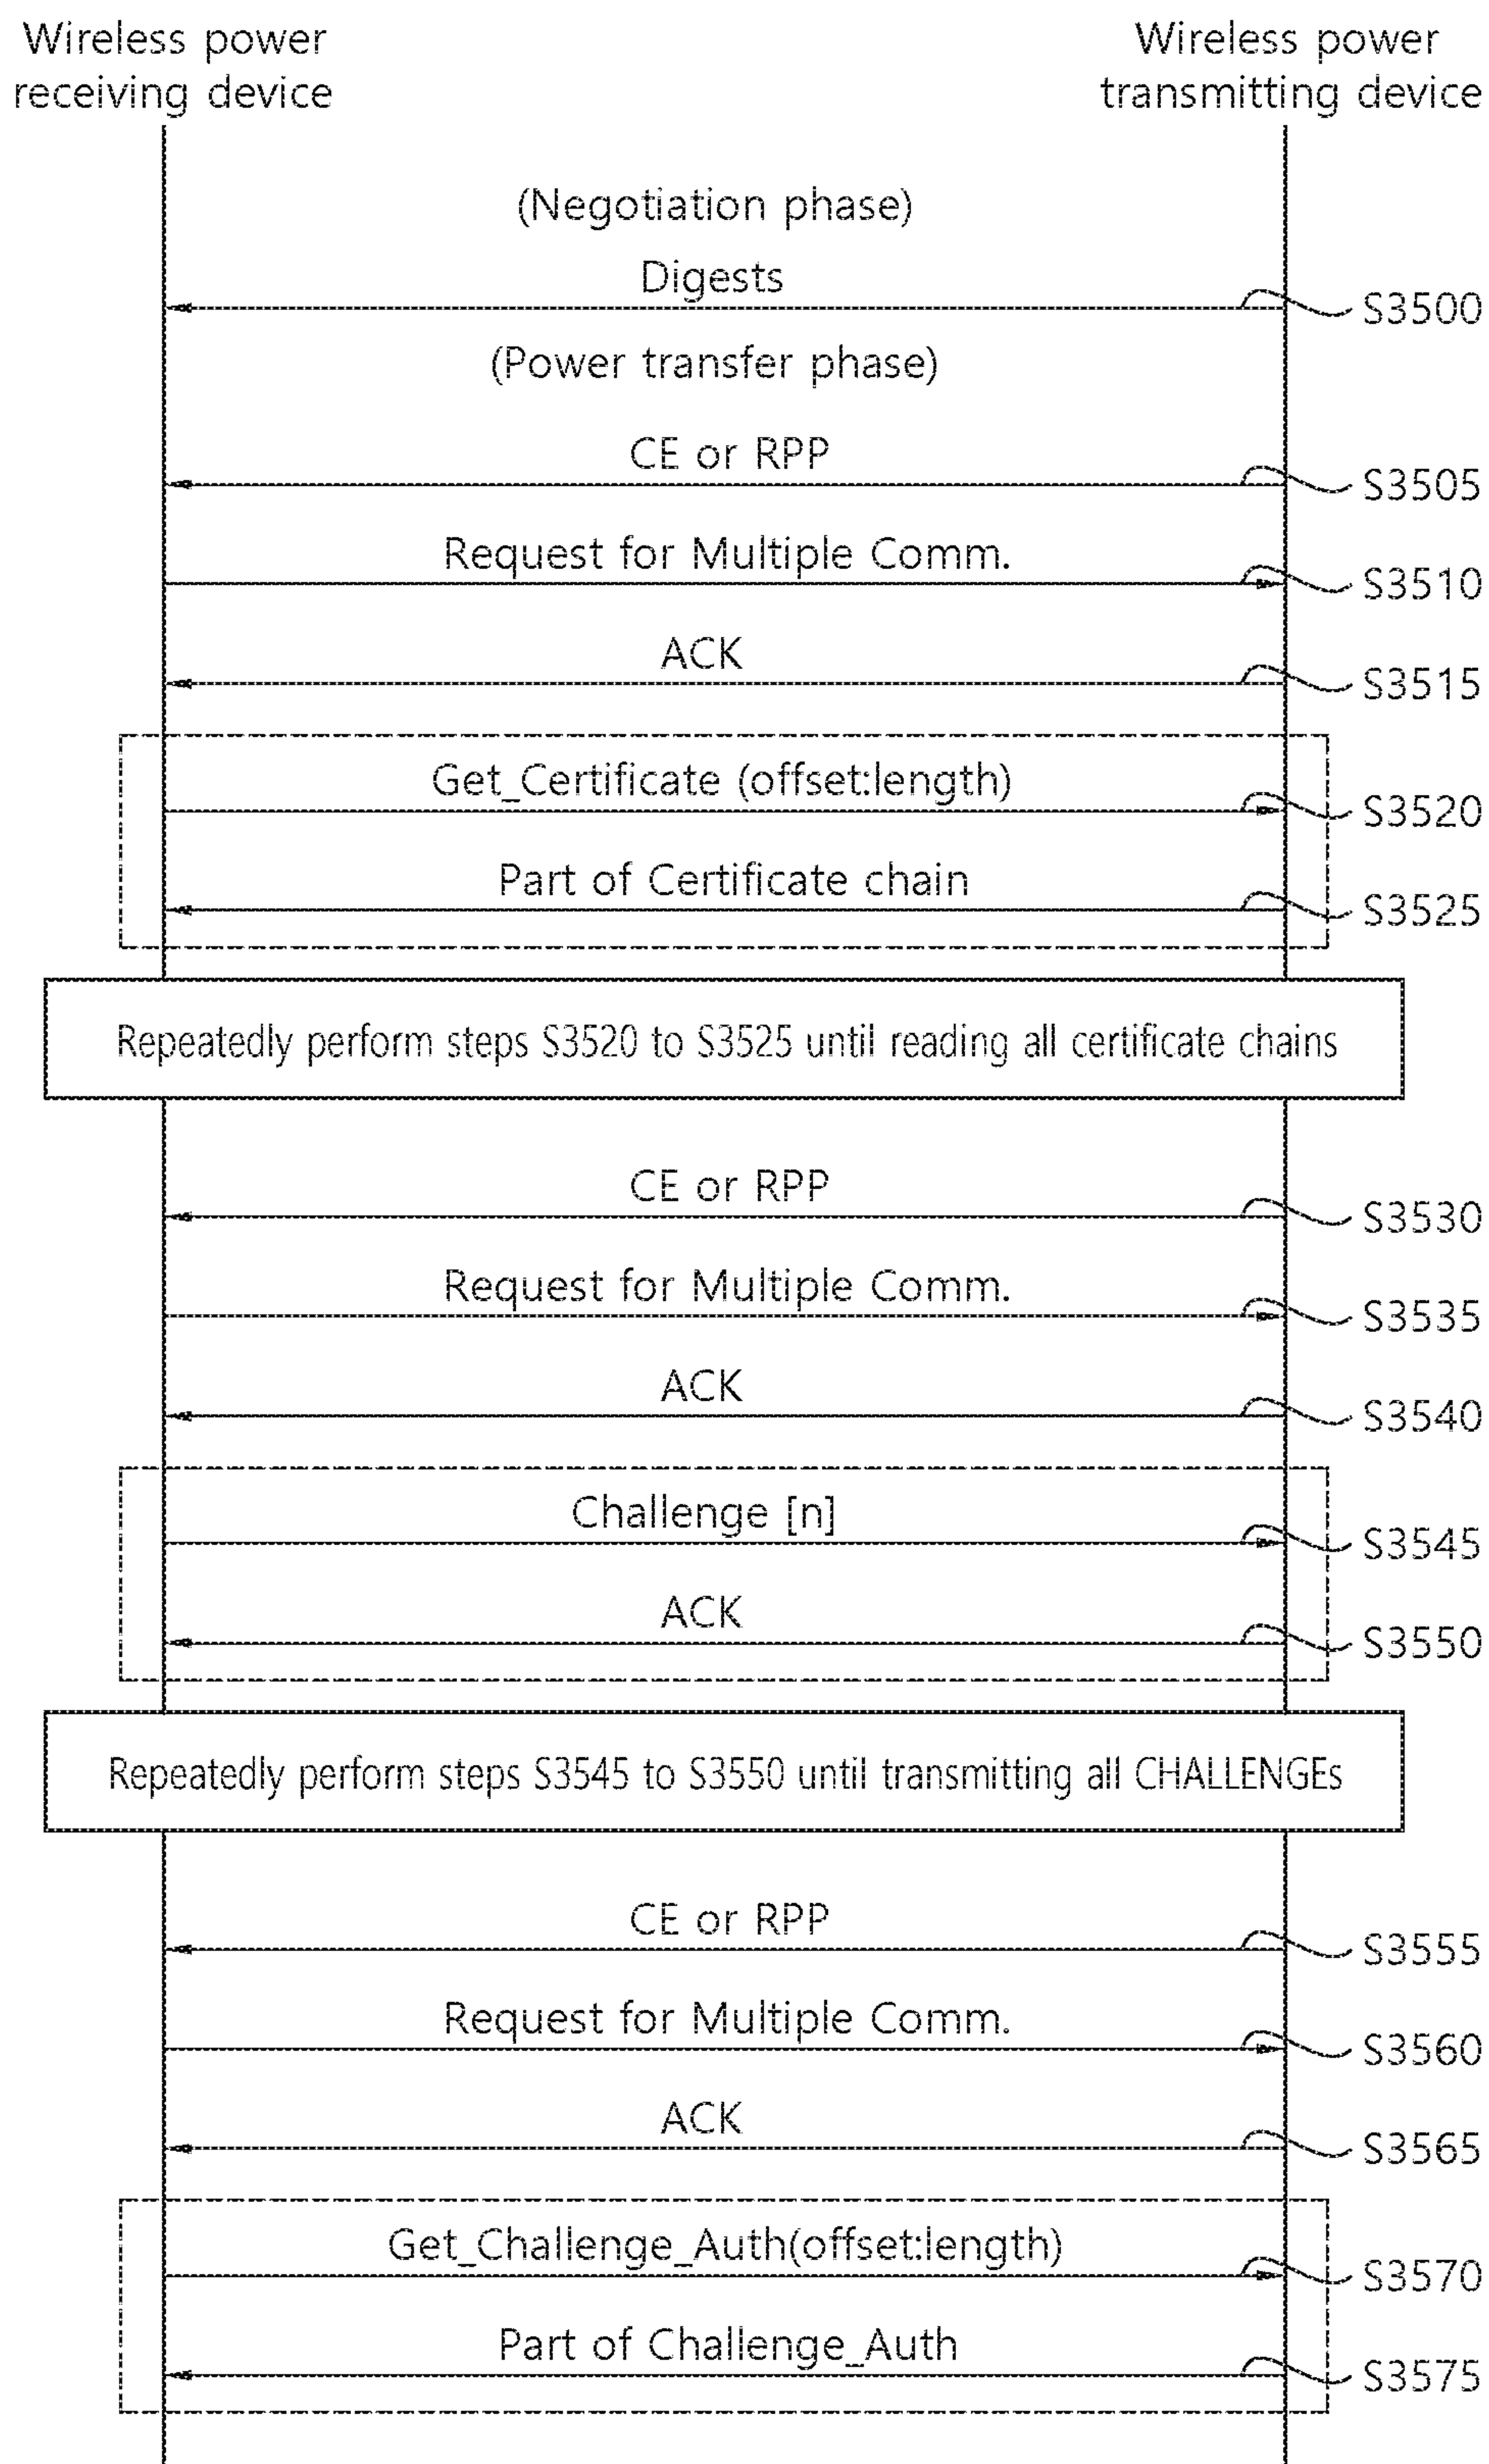 Wireless power
receiving device
Wireless power
transmitting device
(Negotiation phase)
Digests
S3500
(Power transfer phase)
CE or RPP
S3505
Request for Multiple Comm.
S3510
ACK
S3515
Get_Certificate (offset:length)
S3520
Part of Certificate chain
S3525
Repeatedly perform steps S3520 to S3525 until reading all certificate chains
CE or RPP
S3530
Request for Multiple Comm.
S3535
ACK
S3540
Challenge [n]
S3545
ACK
S3550
Repeatedly perform steps S3545 to S3550 until transmitting all CHALLENGEs
CE or RPP
S3555
Request for Multiple Comm.
S3560
ACK
S3565
Get_Challenge_Auth(offset:length)
S3570
Part of Challenge_Auth
S3575